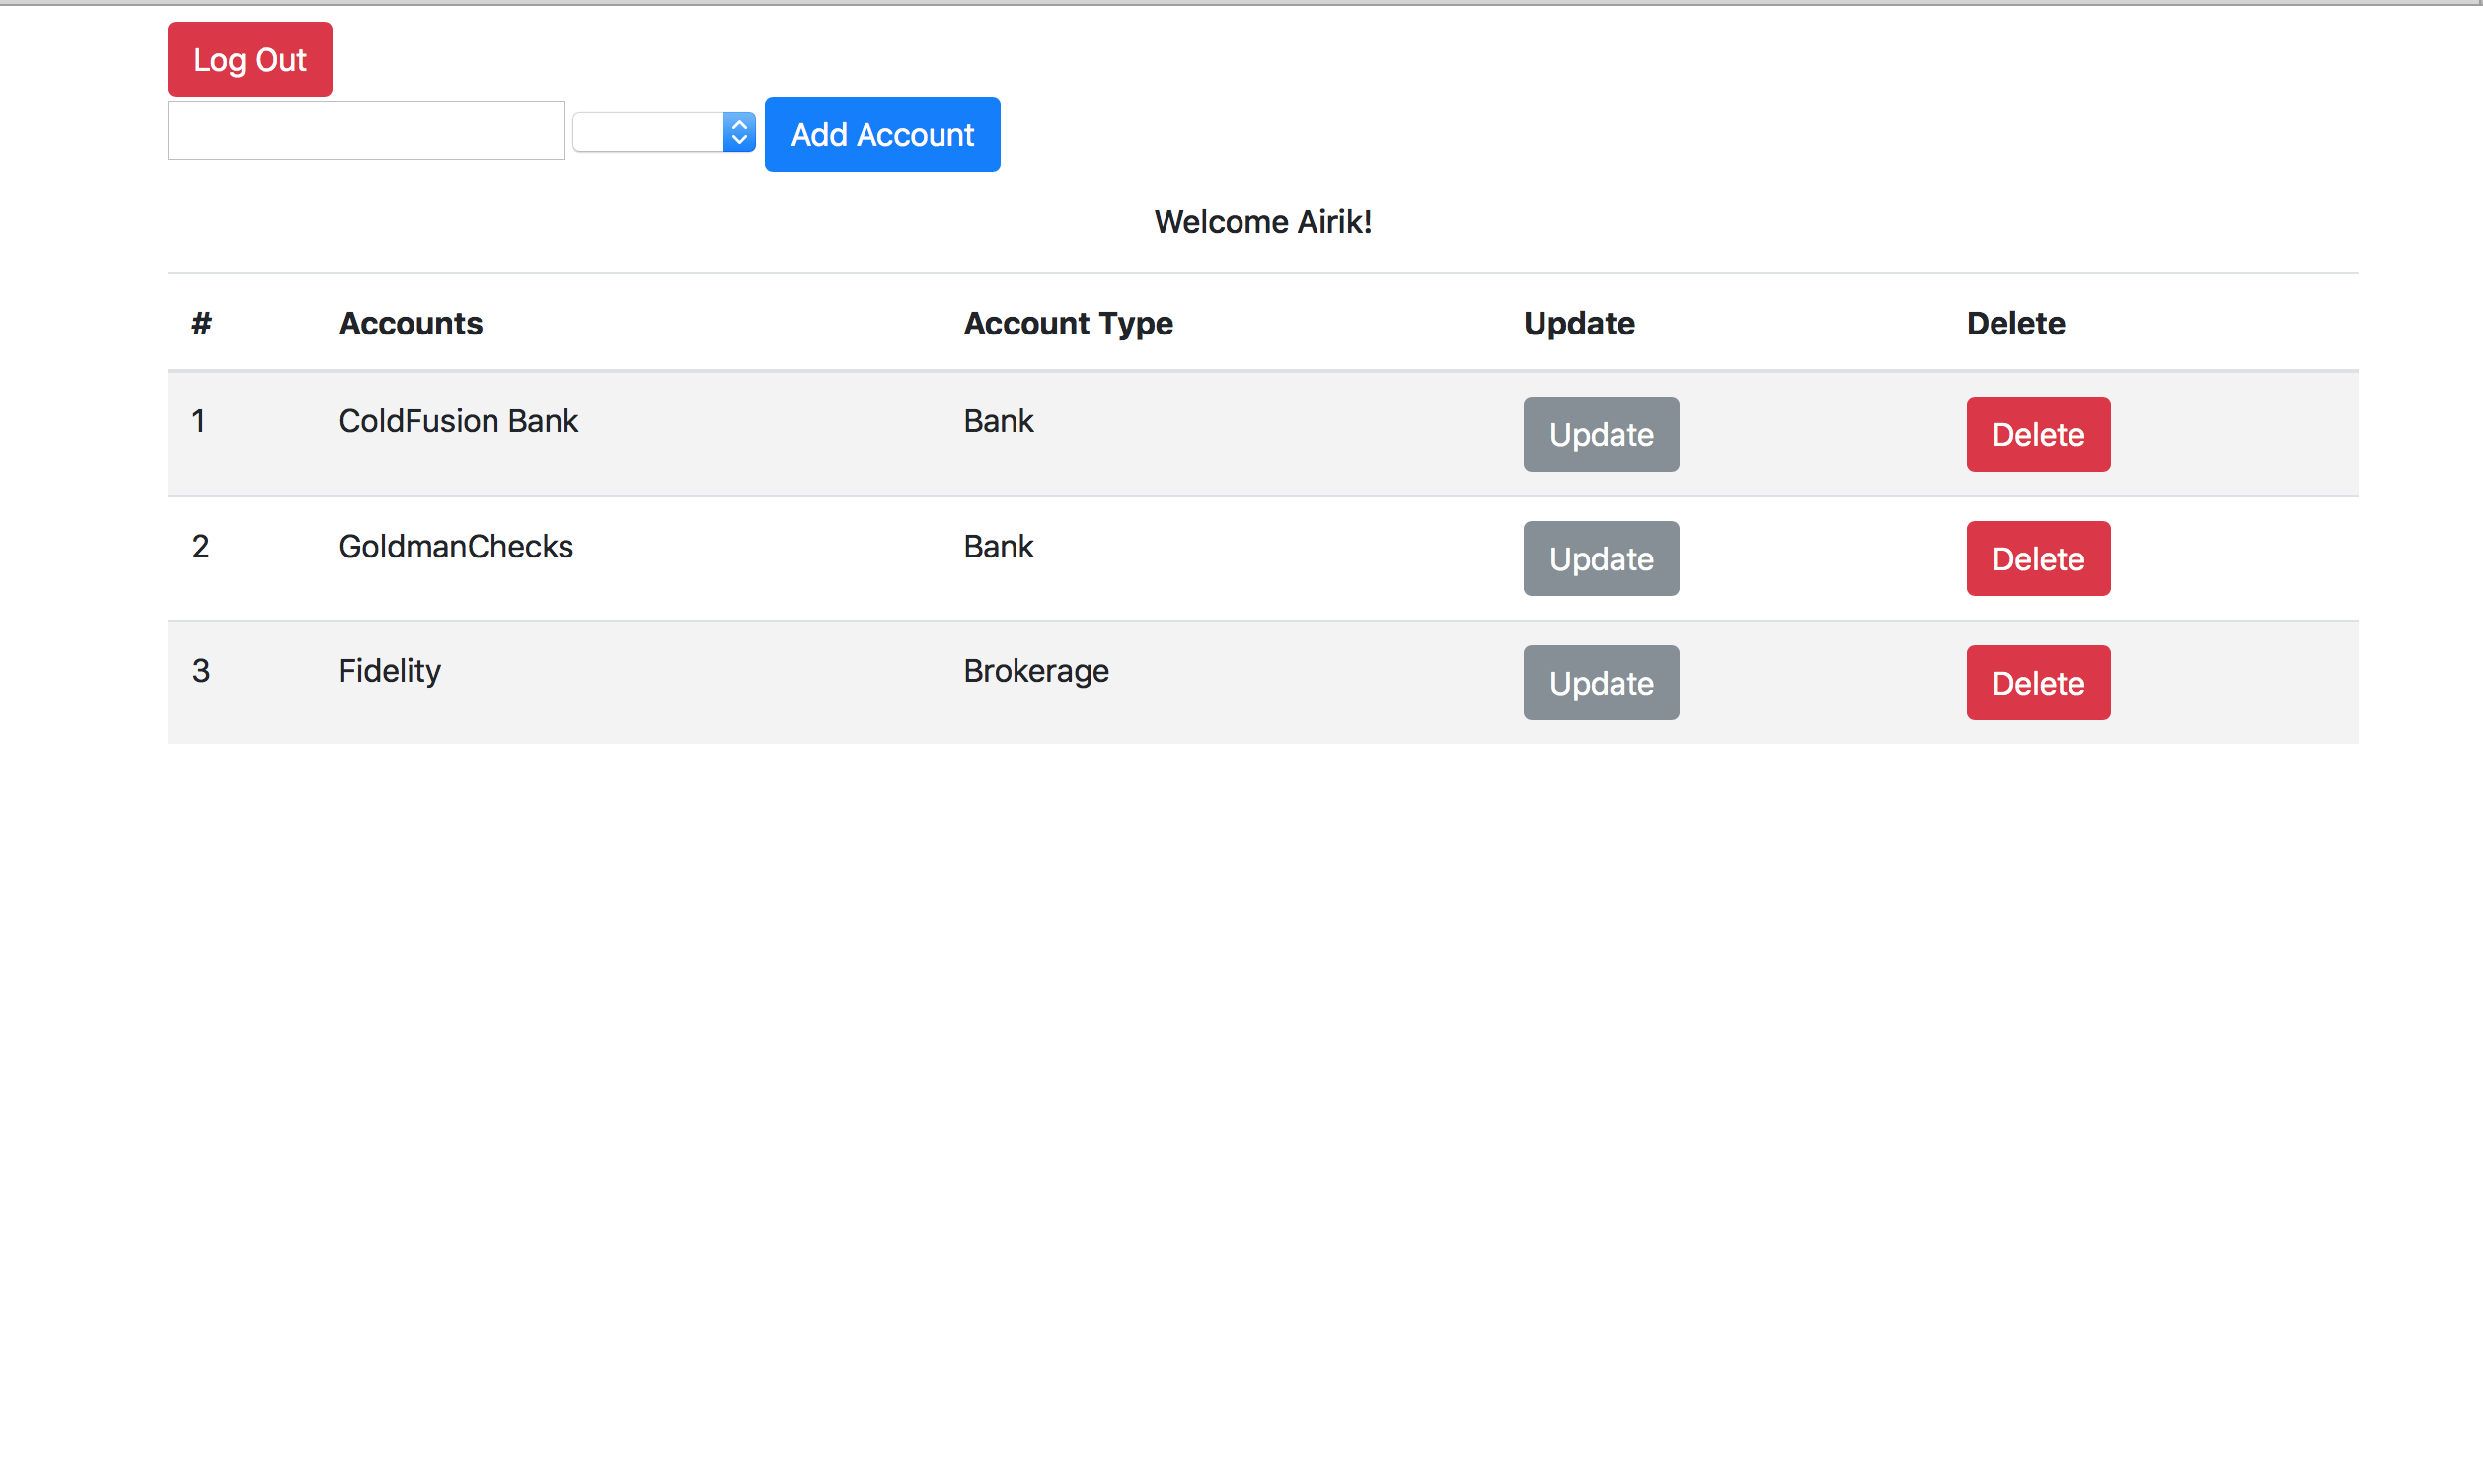 Log Out
Add Account
Welcome Airik!
# Accounts Account Type Update Delete
1 ColdFusion Bank Bank Update Delete
2 GoldmanChecks Bank Update Delete
3 Fidelity Brokerage Update Delete